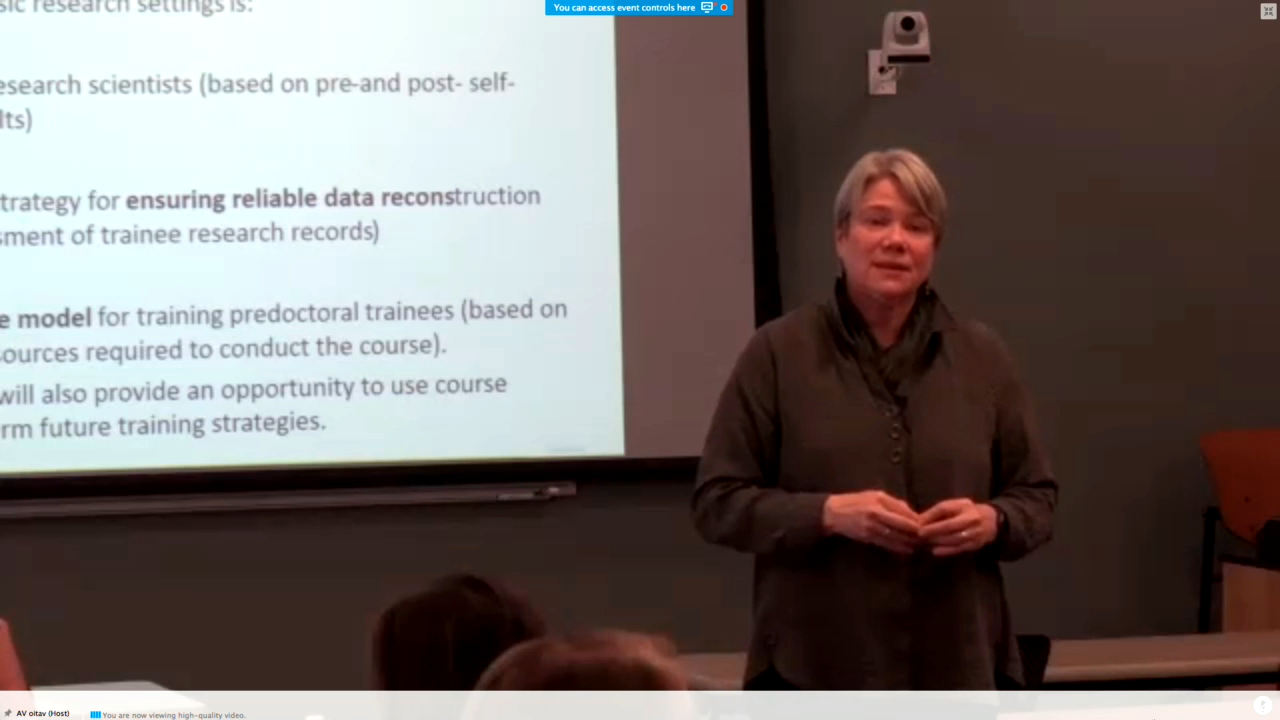 You can access event controls here
sic research settings is:
esearch scientists (based on pre-and post- self-
lts)
trategy for ensuring reliable data reconstruction
sment of trainee research records)
e model for training predoctoral trainees (based on
ources required to conduct the course).
will also provide an opportunity to use course
rm future training strategies.
AV oitav (Host)
You are now viewing high-quality video.
?